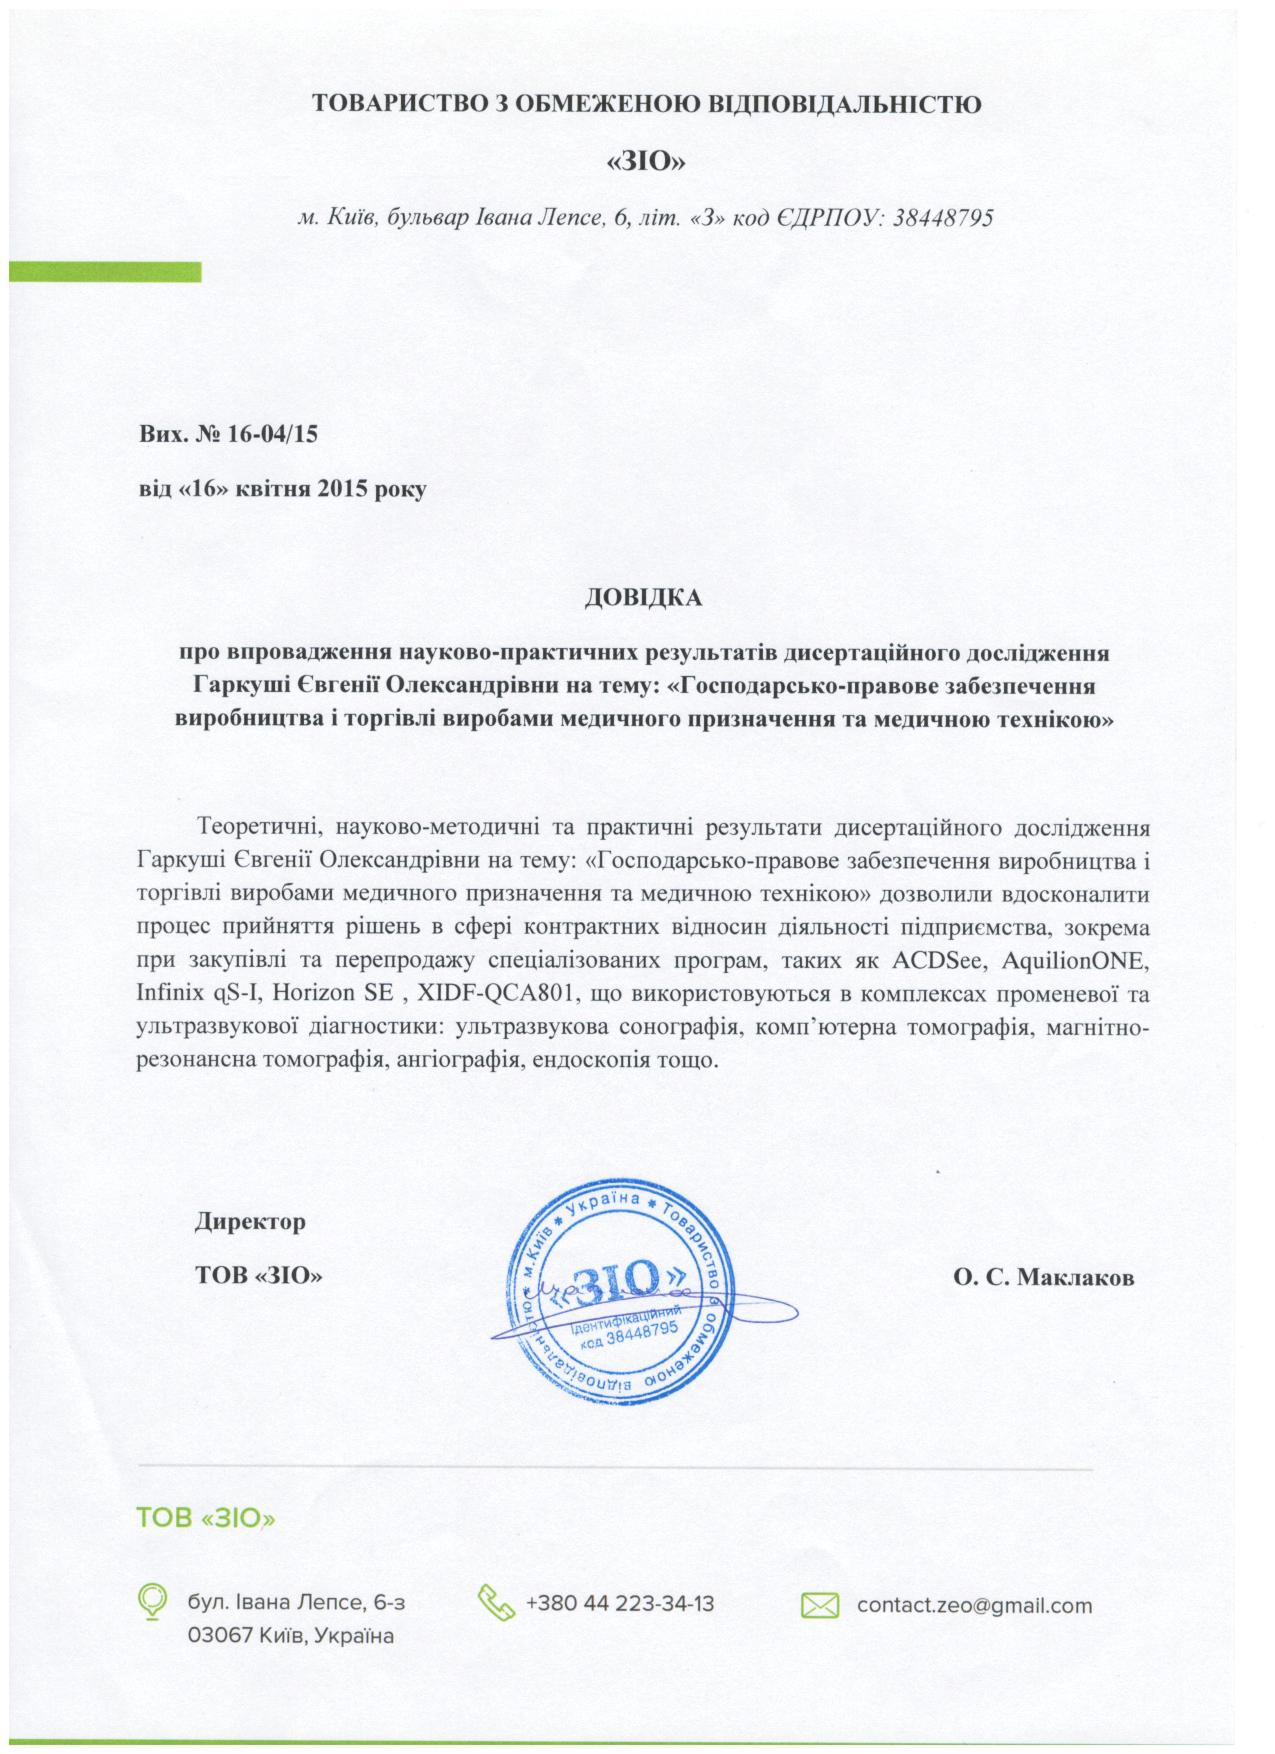 ТОВАРИСТВО З ОБМЕЖЕНОЮ ВІДПОВІДАЛЬНІСТЮ
«ЗІО»
м. Київ, бульвар Івана Лепсе, 6, літ. «З» код ЄДРПОУ: 38448795
Вих. № 16-04/15
від «16» квітня 2015 року
ДОВІДКА
про впровадження науково-практичних результатів дисертаційного дослідження
Гаркуші Євгенії Олександрівни на тему: «Господарсько-правове забезпечення
виробництва і торгівлі виробами медичного призначення та медичною технікою»
Теоретичні, науково-методичні та практичні результати дисертаційного дослідження
Гаркуші Євгенії Олександрівни на тему: «Господарсько-правове забезпечення виробництва і
торгівлі виробами медичного призначення та медичною технікою» дозволили вдосконалити
процес прийняття рішень в сфері контрактних відносин діяльності підприємства, зокрема
при закупівлі та перепродажу спеціалізованих програм, таких як ACDSee, AquilionONE,
Infinix qS-I, Horizon SE , XIDF-QCA801, що використовуються в комплексах променевої та
ультразвукової діагностики: ультразвукова сонографія, комп’ютерна томографія, магнітно-
резонансна томографія, ангіографія, ендоскопія тощо.
Директор
ТОВ «ЗІО»
О. С. Маклаков
м.Київ * Україна * Товариство з обмеженою відповідальністю *
«ЗІО»
Ідентифікаційний
код 38448795
ТОВ «ЗІО»
бул. Івана Лепсе, 6-з
03067 Київ, Україна
+380 44 223-34-13
contact.zeo@gmail.com